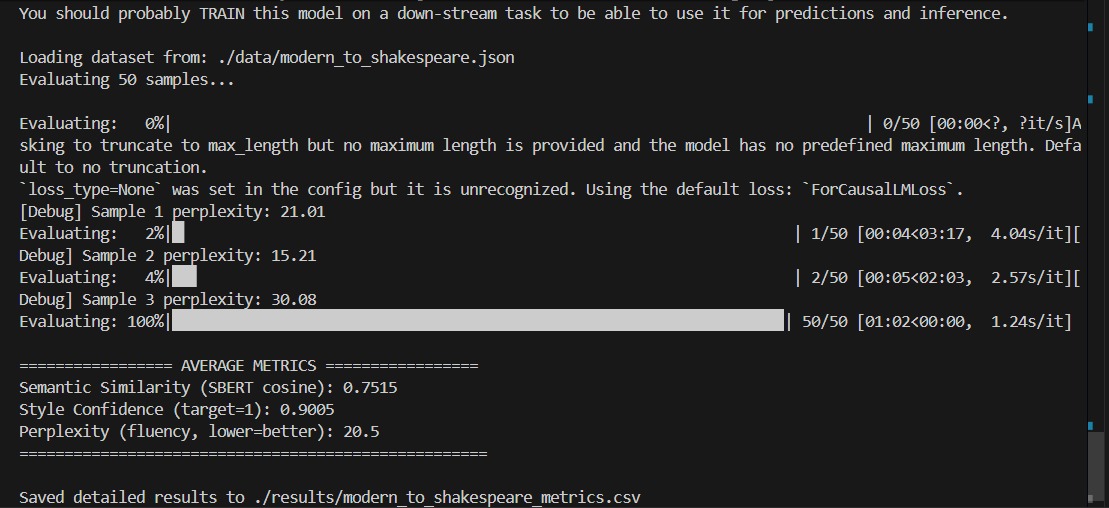 You should probably TRAIN this model on a down-stream task to be able to use it for predictions and inference.
Loading dataset from: ./data/modern_to_shakespeare.json
Evaluating 50 samples...
Evaluating:   0%|          | 0/50 [00:00<?, ?it/s]A
sking to truncate to max_length but no maximum length is provided and the model has no predefined maximum length. Defa
ult to no truncation.
`loss_type=None` was set in the config but it is unrecognized. Using the default loss: `ForCausalLMLoss`.
[Debug] Sample 1 perplexity: 21.01
Evaluating:   2%|█          | 1/50 [00:04<03:17,  4.04s/it][
Debug] Sample 2 perplexity: 15.21
Evaluating:   4%|██          | 2/50 [00:05<02:03,  2.57s/it][
Debug] Sample 3 perplexity: 30.08
Evaluating: 100%|██████████| 50/50 [01:02<00:00,  1.24s/it]
================= AVERAGE METRICS =================
Semantic Similarity (SBERT cosine): 0.7515
Style Confidence (target=1): 0.9005
Perplexity (fluency, lower=better): 20.5
===================================================
Saved detailed results to ./results/modern_to_shakespeare_metrics.csv